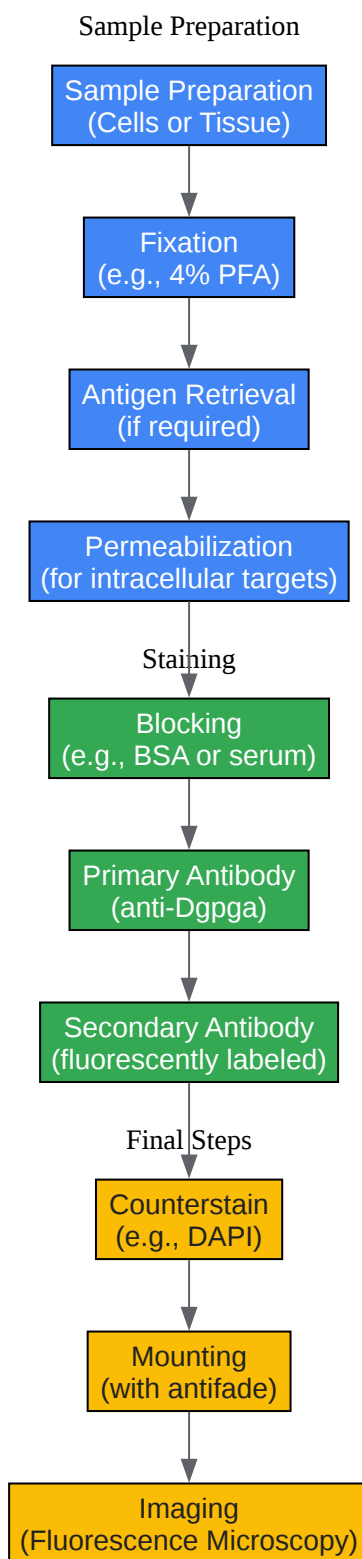 Sample Preparation
Sample Preparation
(Cells or Tissue)
Fixation
(e.g., 4% PFA)
Antigen Retrieval
(if required)
Permeabilization
(for intracellular targets)
Staining
Blocking
(e.g., BSA or serum)
Primary Antibody
(anti-Dgpga)
Secondary Antibody
(fluorescently labeled)
Final Steps
Counterstain
(e.g., DAPI)
Mounting
(with antifade)
Imaging
(Fluorescence Microscopy)